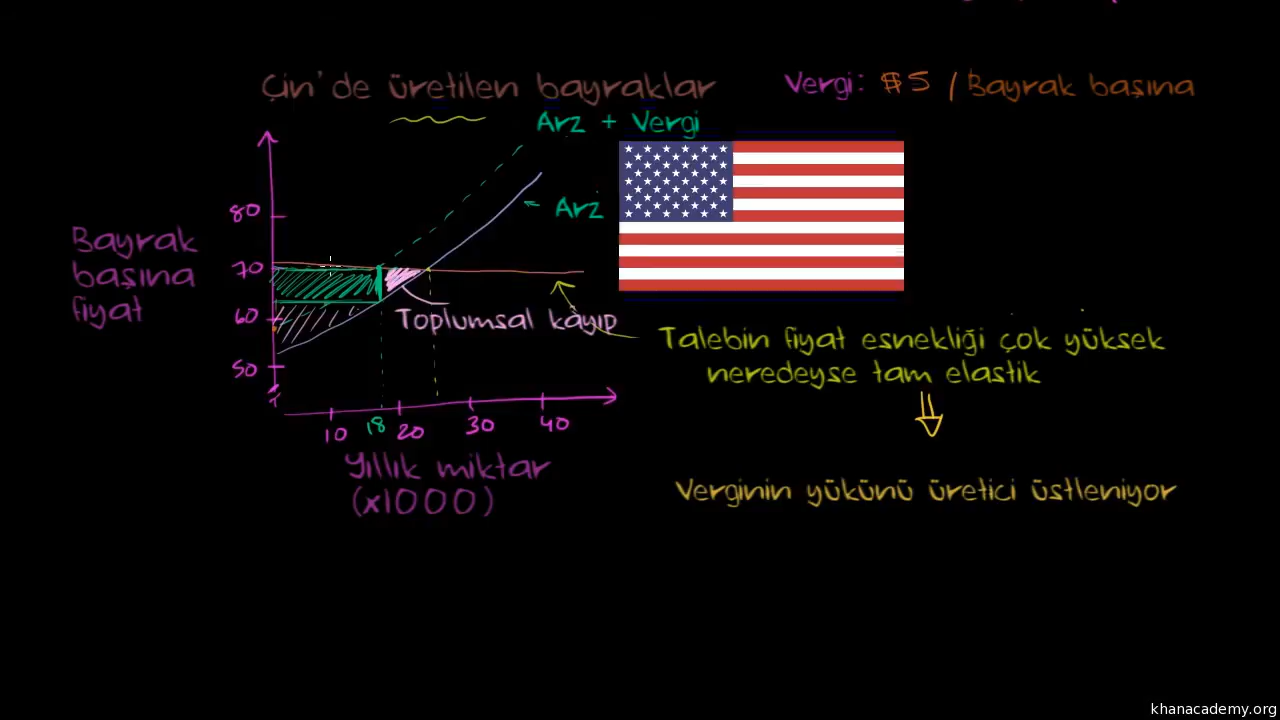 Çin'de üretilen bayraklar
Vergi: $5 / Bayrak başına
Arz + Vergi
Arz
80
70
60
50
Bayrak
başına
fiyat
Toplumsal kayıp
Talebin fiyat esnekliği çok yüksek
neredeyse tam elastik
10 18 20 30 40
Yıllık miktar
(x1000)
Verginin yükünü üretici üstleniyor
khanacademy.org